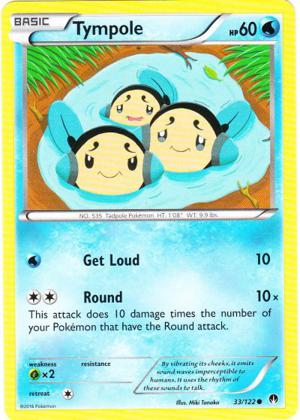 BASIC
Tympole
HP60
NO. 535 Tadpole Pokémon HT: 1'08" WT: 9.9 lbs.
Get Loud 10
Round 10×
This attack does 10 damage times the number of
your Pokémon that have the Round attack.
weakness resistance
×2
retreat
By vibrating its cheeks, it emits
sound waves imperceptible to
humans. It uses the rhythm of
these sounds to talk.
©2016 Pokémon
Illus. Miki Tanaka
33/122